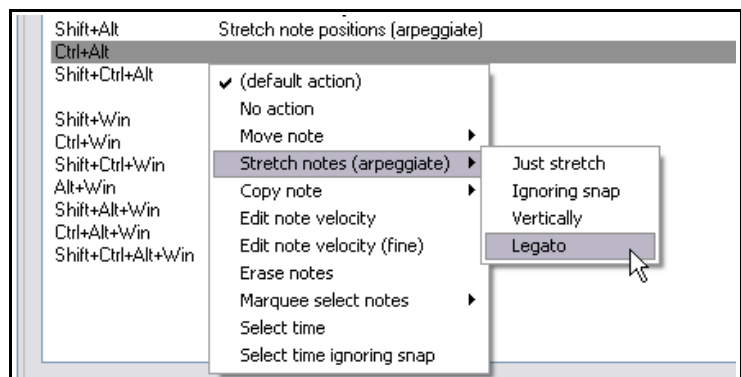 Shift+Alt Stretch note positions (arpeggiate)
Ctrl+Alt
Shift+Ctrl+Alt
Shift+Win
Ctrl+Win
Shift+Ctrl+Win
Alt+Win
Shift+Alt+Win
Ctrl+Alt+Win
Shift+Ctrl+Alt+Win
(default action)
No action
Move note
Stretch notes (arpeggiate)
Copy note
Edit note velocity
Edit note velocity (fine)
Erase notes
Marquee select notes
Select time
Select time ignoring snap
Just stretch
Ignoring snap
Vertically
Legato